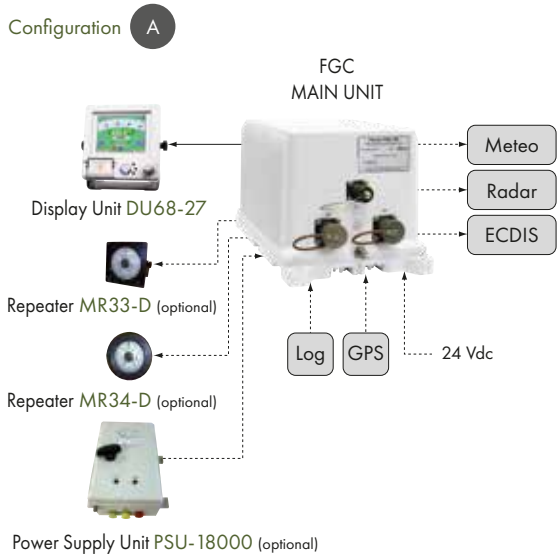 Configuration A
FGC
MAIN UNIT
Meteo
Radar
ECDIS
Display Unit DU68-27
Repeater MR33-D (optional)
Log
GPS
24 Vdc
Repeater MR34-D (optional)
Power Supply Unit PSU-18000 (optional)